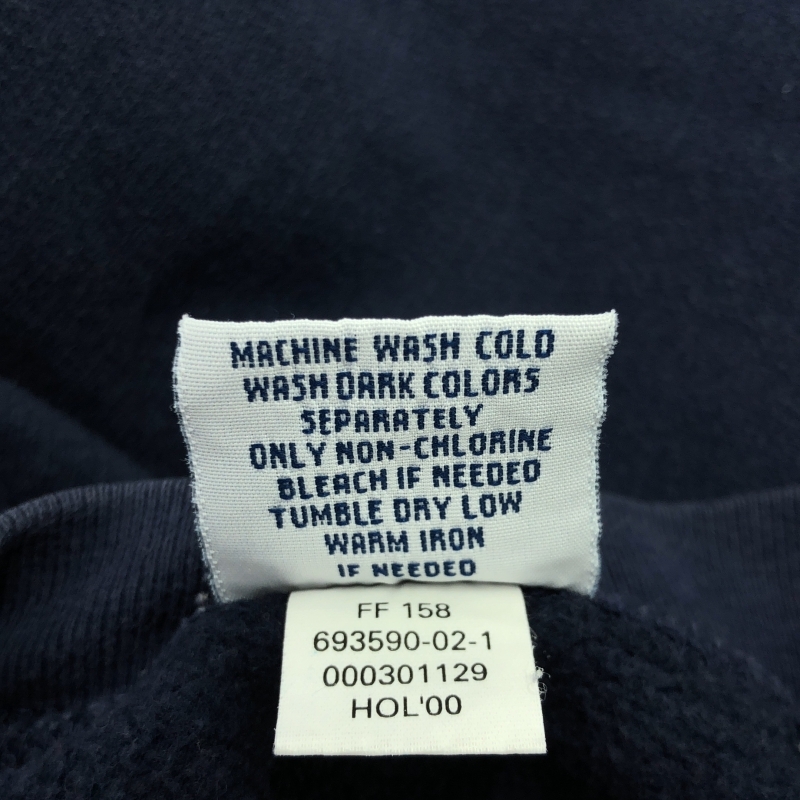 MACHINE WASH COLD
WASH DARK COLORS
SEPARATELY
ONLY NON-CHLORINE
BLEACH IF NEEDED
TUMBLE DRY LOW
WARM IRON
IF NEEDED
FF 158
693590-02-1
000301129
HOL'00